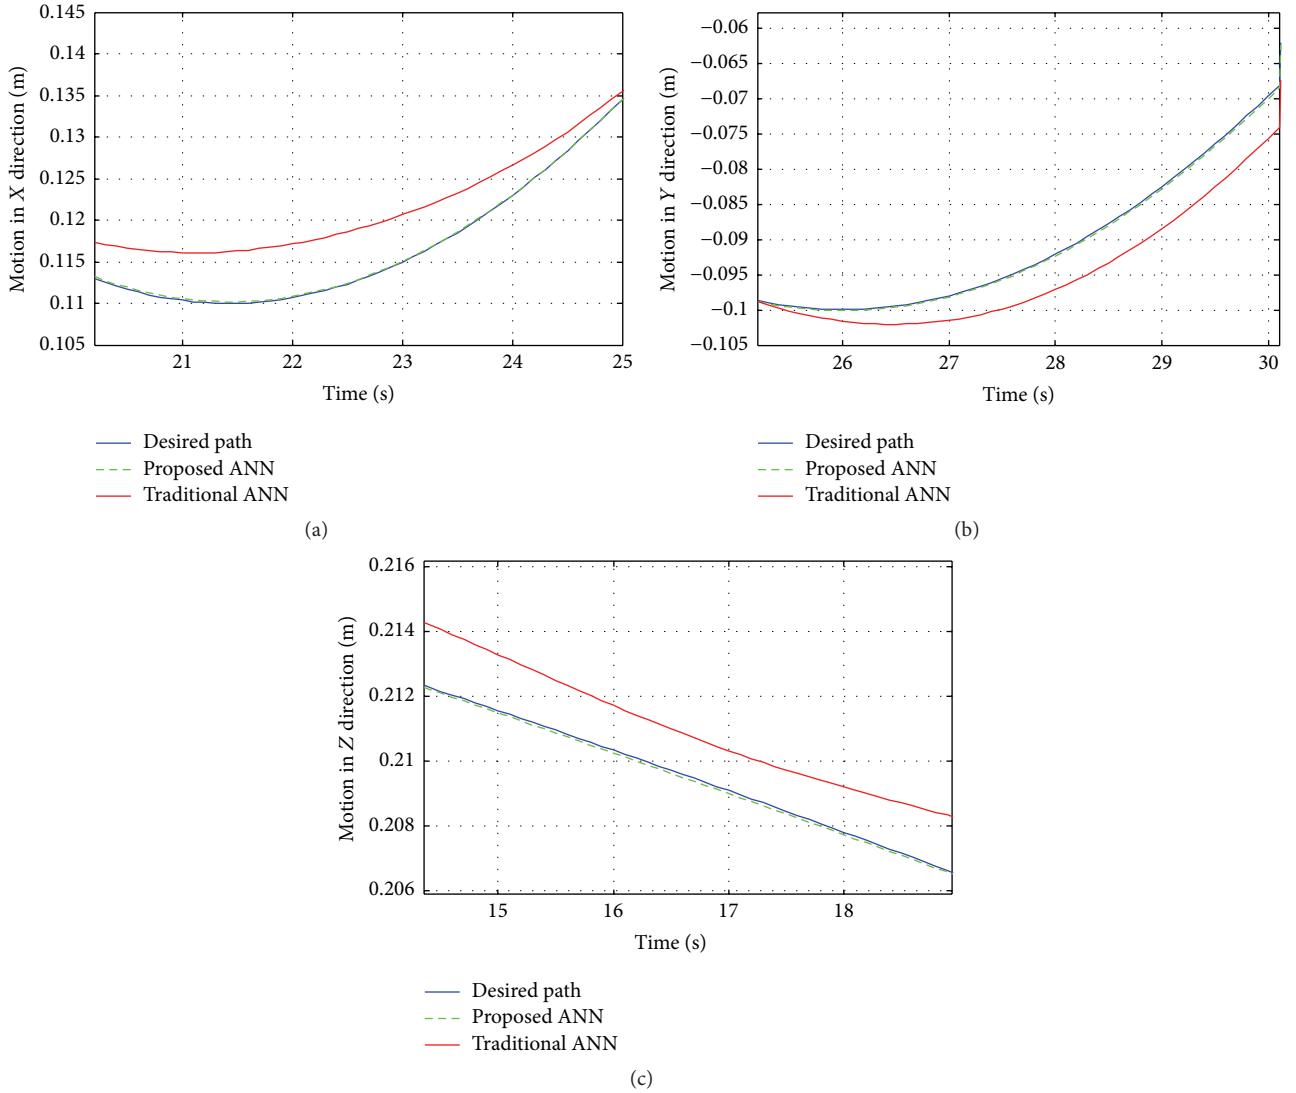 0.145
0.14
0.135
0.13
0.125
0.12
0.115
0.11
0.105
Motion in X direction (m)
21 22 23 24 25
Time (s)
Desired path
Proposed ANN
Traditional ANN
(a)
−0.06
−0.065
−0.07
−0.075
−0.08
−0.085
−0.09
−0.095
−0.1
−0.105
Motion in Y direction (m)
26 27 28 29 30
Time (s)
Desired path
Proposed ANN
Traditional ANN
(b)
0.216
0.214
0.212
0.21
0.208
0.206
Motion in Z direction (m)
15 16 17 18
Time (s)
Desired path
Proposed ANN
Traditional ANN
(c)